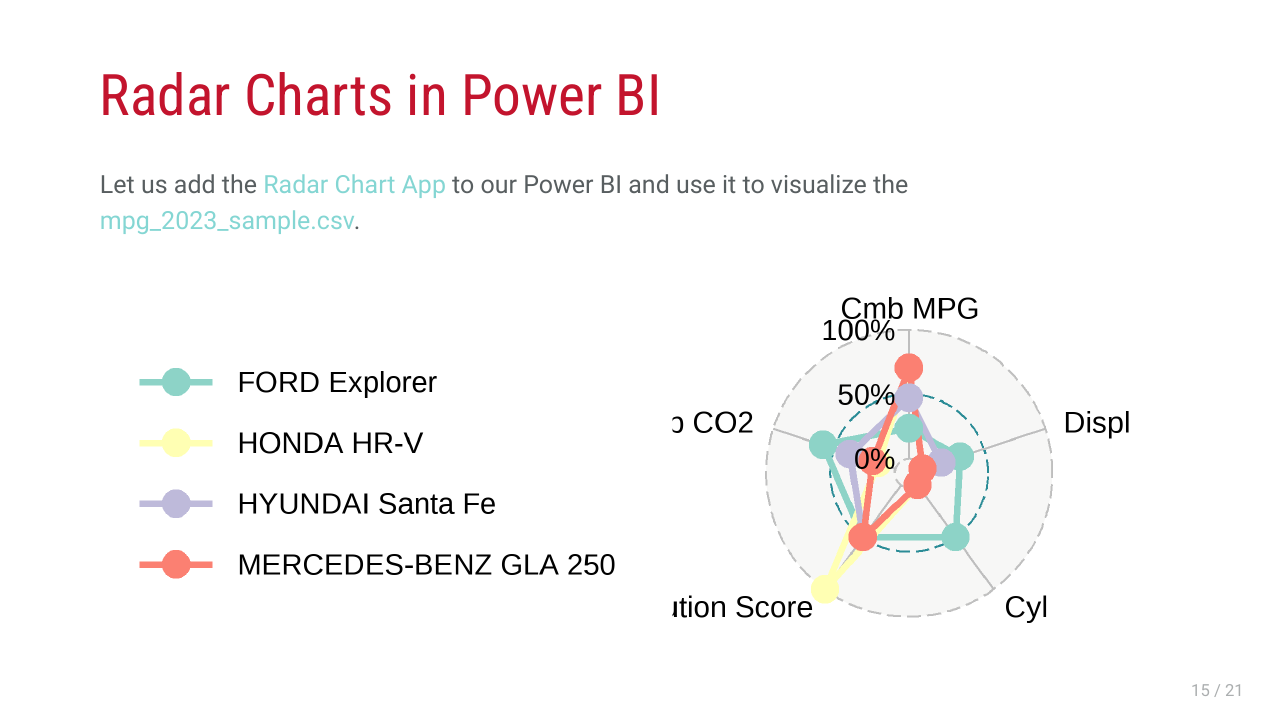 Radar Charts in Power BI
Let us add the Radar Chart App to our Power BI and use it to visualize the
mpg_2023_sample.csv.
Cmb MPG
100%
50%
0%
CO2
Displ
Score
Cyl
FORD Explorer
HONDA HR-V
HYUNDAI Santa Fe
MERCEDES-BENZ GLA 250
15 / 21